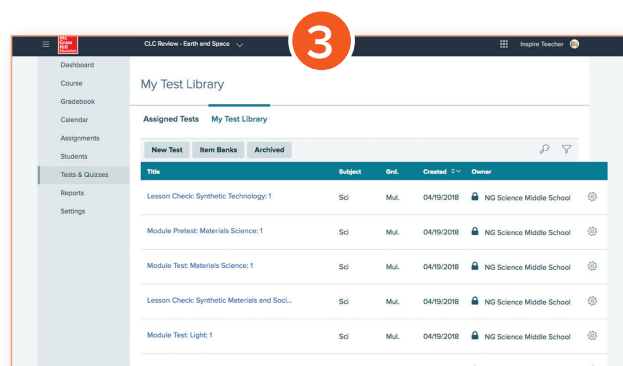 3
Mc
Graw
Hill
Education
CLC Review - Earth and Space
Inspire Teacher
Dashboard
Course
Gradebook
Calendar
Assignments
Students
Tests & Quizzes
Reports
Settings
My Test Library
Assigned Tests My Test Library
New Test Item Banks Archived
Title Subject Grd. Created Owner
Lesson Check: Synthetic Technology: 1 Sci Mul. 04/19/2018 NG Science Middle School
Module Pretest: Materials Science: 1 Sci Mul. 04/19/2018 NG Science Middle School
Module Test: Materials Science: 1 Sci Mul. 04/19/2018 NG Science Middle School
Lesson Check: Synthetic Materials and Soci... Sci Mul. 04/19/2018 NG Science Middle School
Module Test: Light: 1 Sci Mul. 04/19/2018 NG Science Middle School